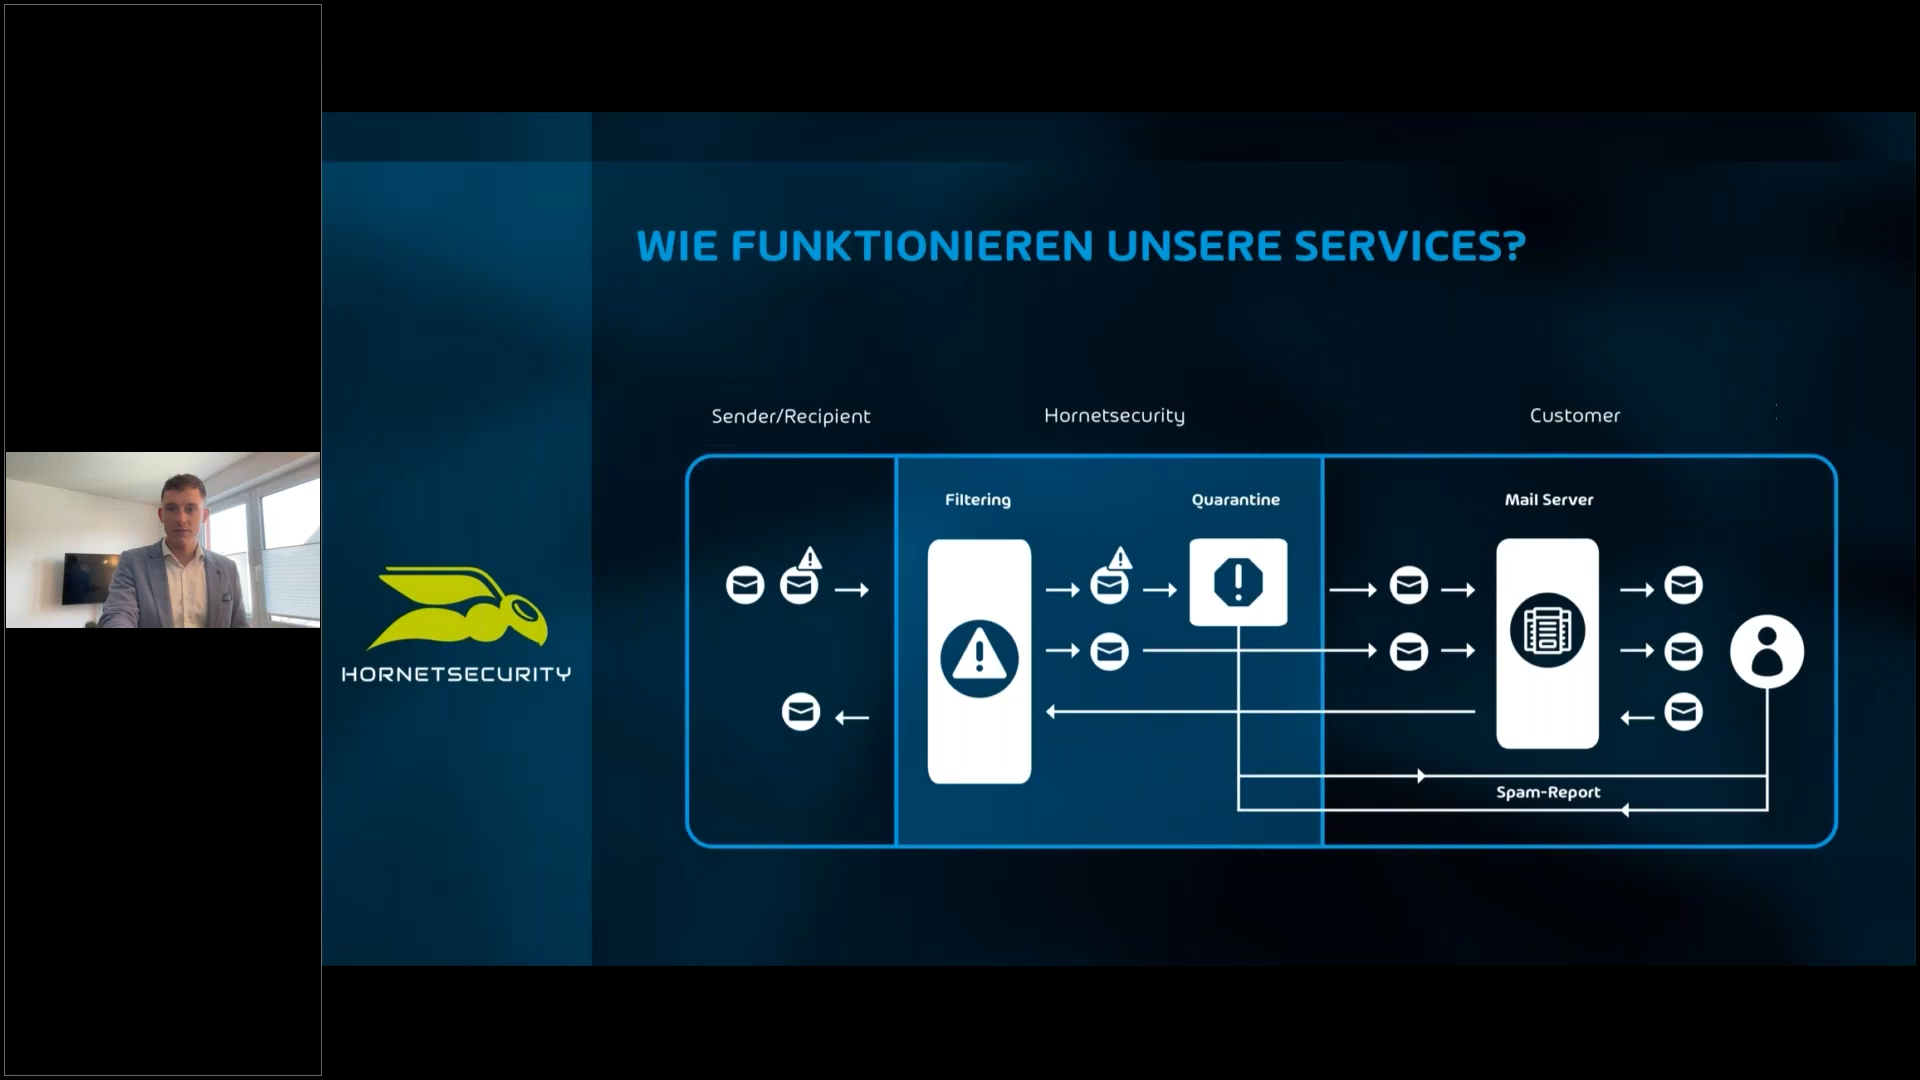 WIE FUNKTIONIEREN UNSERE SERVICES?
Sender/Recipient
Hornetsecurity
Customer
Filtering
Quarantine
Mail Server
HORNETSECURITY
Spam-Report